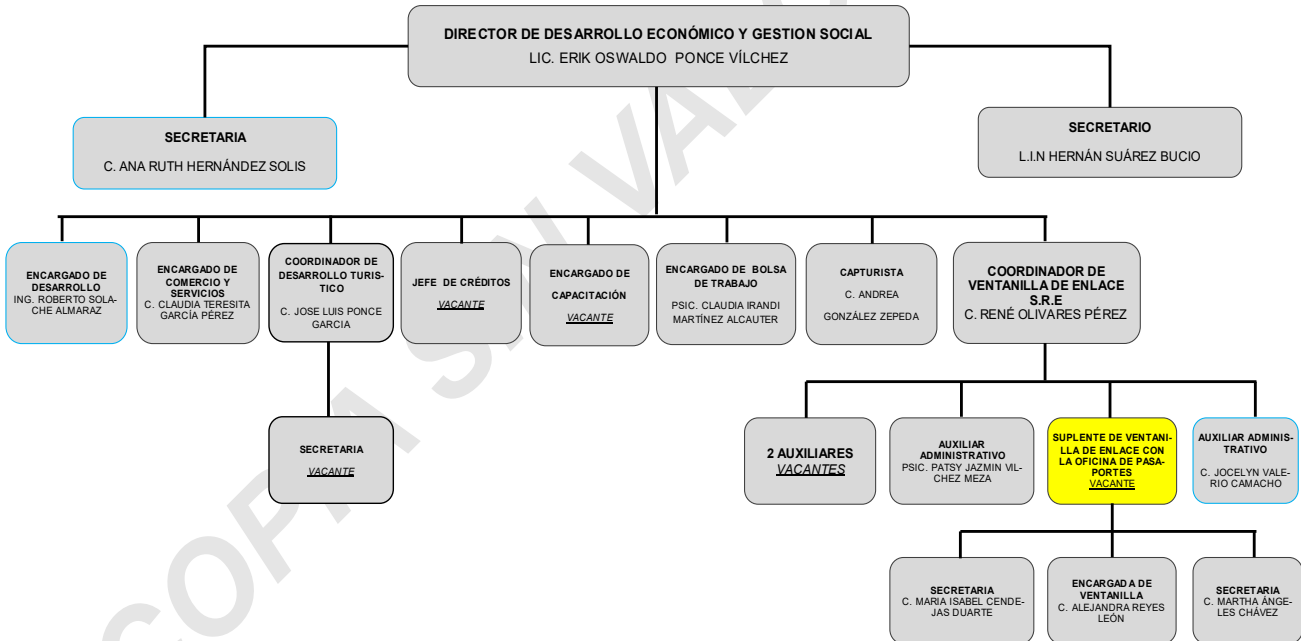 DIRECTOR DE DESARROLLO ECONÓMICO Y GESTION SOCIAL
LIC. ERIK OSWALDO PONCE VÍLCHEZ
SECRETARIA
C. ANA RUTH HERNÁNDEZ SOLIS
SECRETARIO
L.I.N HERNÁN SUÁREZ BUCIO
ENCARGADO DE
DESARROLLO
ING. ROBERTO SOLA-
CHE ALMARAZ
ENCARGADO DE
COMERCIO Y
SERVICIOS
C. CLAUDIA TERESITA
GARCÍA PÉREZ
COORDINADOR DE
DESARROLLO TURIS-
TICO
C. JOSE LUIS PONCE
GARCIA
JEFE DE CRÉDITOS
VACANTE
ENCARGADO DE
CAPACITACIÓN
VACANTE
ENCARGADO DE BOLSA
DE TRABAJO
PSIC. CLAUDIA IRANDI
MARTÍNEZ ALCAUTER
CAPTURISTA
C. ANDREA
GONZÁLEZ ZEPEDA
COORDINADOR DE
VENTANILLA DE ENLACE
S.R.E
C. RENÉ OLIVARES PÉREZ
SECRETARIA
VACANTE
2 AUXILIARES
VACANTES
AUXILIAR
ADMINISTRATIVO
PSIC. PATSY JAZMIN VIL-
CHEZ MEZA
SUPLENTE DE VENTANI-
LLA DE ENLACE CON
LA OFICINA DE PASA-
PORTES
VACANTE
AUXILIAR ADMINIS-
TRATIVO
C. JOCELYN VALE-
RIO CAMACHO
SECRETARIA
C. MARIA ISABEL CENDE-
JAS DUARTE
ENCARGADA DE
VENTANILLA
C. ALEJANDRA REYES
LEÓN
SECRETARIA
C. MARTHA ÁNGE-
LES CHÁVEZ
COPIA SIN